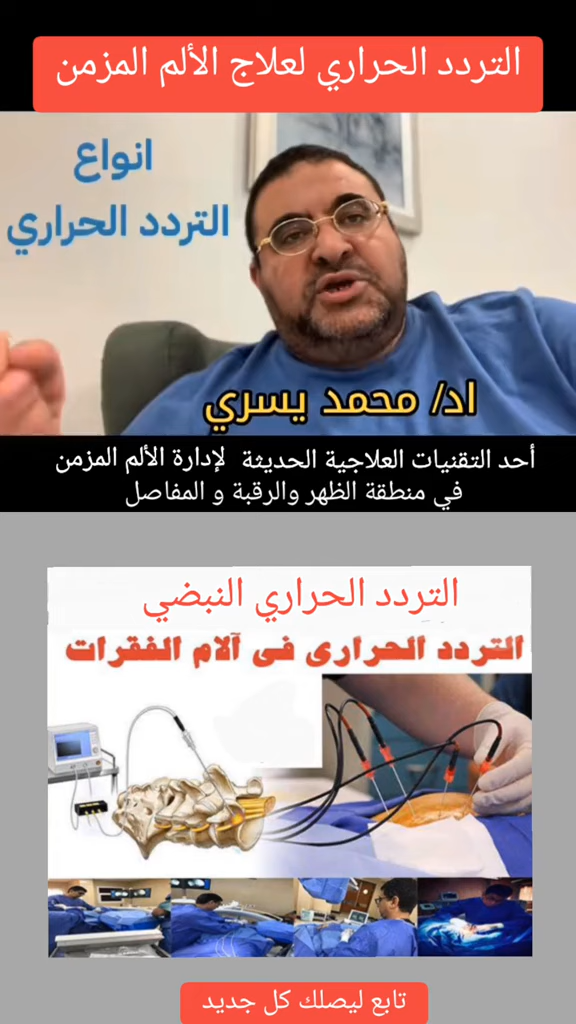 التردد الحراري لعلاج الألم المزمن
انواع
التردد الحراري
اد/ محمد يسري
أحد التقنيات العلاجية الحديثة لإدارة الألم المزمن
في منطقة الظهر والرقبة و المفاصل
التردد الحراري النبضي
التردد الحرارى فى آلام الفقرات
تابع ليصلك كل جديد